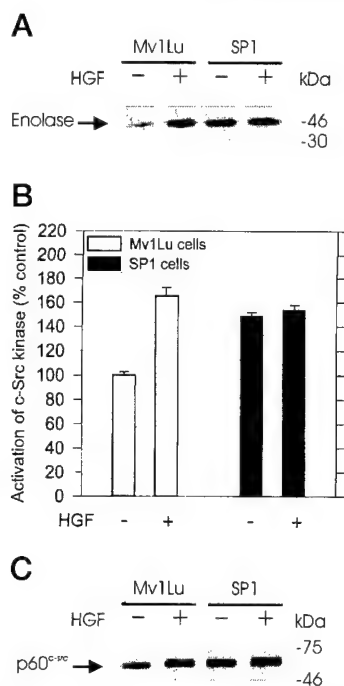 A
Mv1Lu SP1
HGF - + - + kDa
Enolase -46
-30
B
Activation of c-Src kinase (% control)
220
200
180
160
140
120
100
80
60
40
20
0
Mv1Lu cells
SP1 cells
HGF - + - +
C
Mv1Lu SP1
HGF - + - + kDa
-75
p60c-src
-46